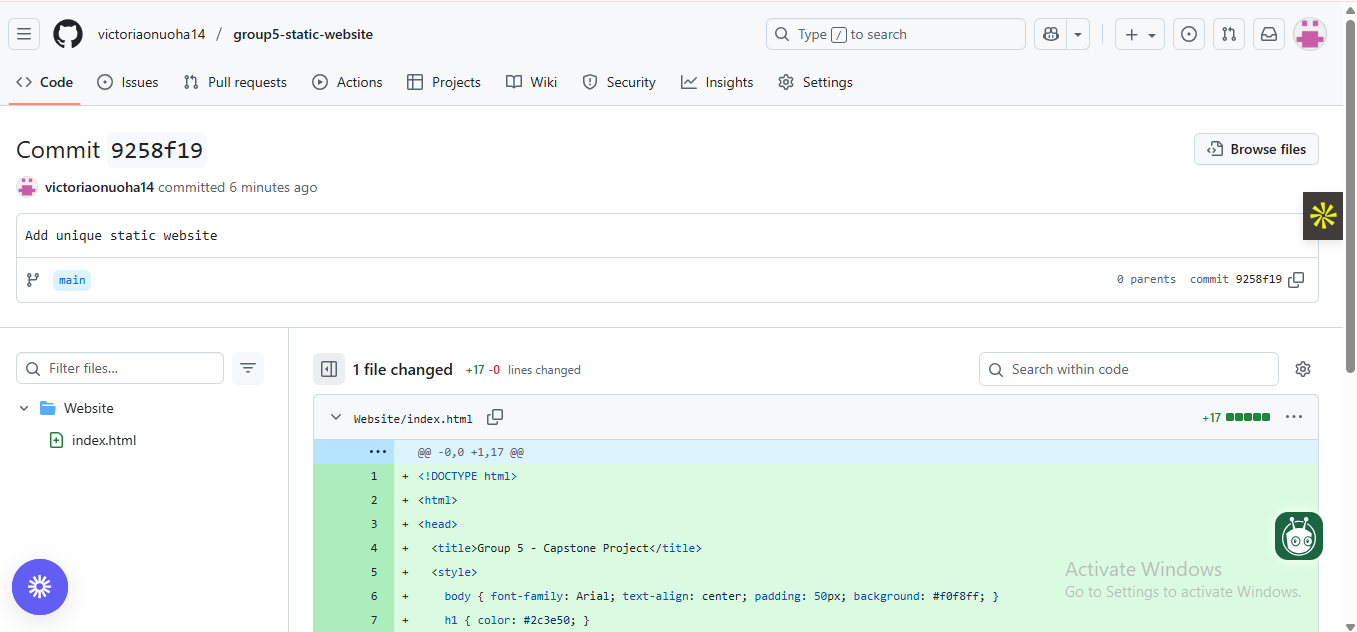 victoriaonuoha14 / group5-static-website
Type / to search
Code Issues Pull requests Actions Projects Wiki Security Insights Settings
Commit 9258f19
Browse files
victoriaonuoha14 committed 6 minutes ago
Add unique static website
main
0 parents commit 9258f19
Filter files...
1 file changed +17 -0 lines changed
Search within code
Website
index.html
Website/index.html
+17
@@ -0,0 +1,17 @@
1 + <!DOCTYPE html>
2 + <html>
3 + <head>
4 + <title>Group 5 - Capstone Project</title>
5 + <style>
6 + body { font-family: Arial; text-align: center; padding: 50px; background: #f0f8ff; }
7 + h1 { color: #2c3e50; }
Activate Windows
Go to Settings to activate Windows.